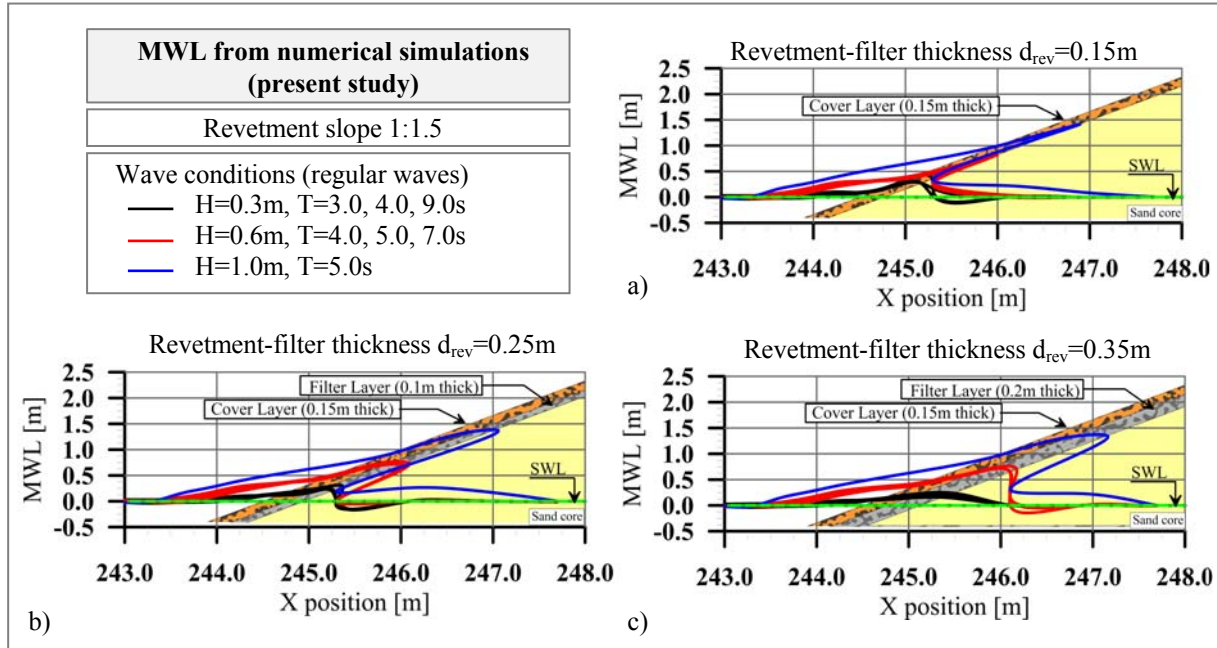 MWL from numerical simulations
(present study)
Revetment slope 1:1.5
Wave conditions (regular waves)
H=0.3m, T=3.0, 4.0, 9.0s
H=0.6m, T=4.0, 5.0, 7.0s
H=1.0m, T=5.0s
Revetment-filter thickness drev=0.15m
2.5
2.0
1.5
1.0
0.5
0.0
-0.5
MWL [m]
Cover Layer (0.15m thick)
SWL
Sand core
243.0 244.0 245.0 246.0 247.0 248.0
X position [m]
a)
Revetment-filter thickness drev=0.25m
2.5
2.0
1.5
1.0
0.5
0.0
-0.5
MWL [m]
Filter Layer (0.1m thick)
Cover Layer (0.15m thick)
SWL
Sand core
243.0 244.0 245.0 246.0 247.0 248.0
X position [m]
b)
Revetment-filter thickness drev=0.35m
2.5
2.0
1.5
1.0
0.5
0.0
-0.5
MWL [m]
Filter Layer (0.2m thick)
Cover Layer (0.15m thick)
SWL
Sand core
243.0 244.0 245.0 246.0 247.0 248.0
X position [m]
c)